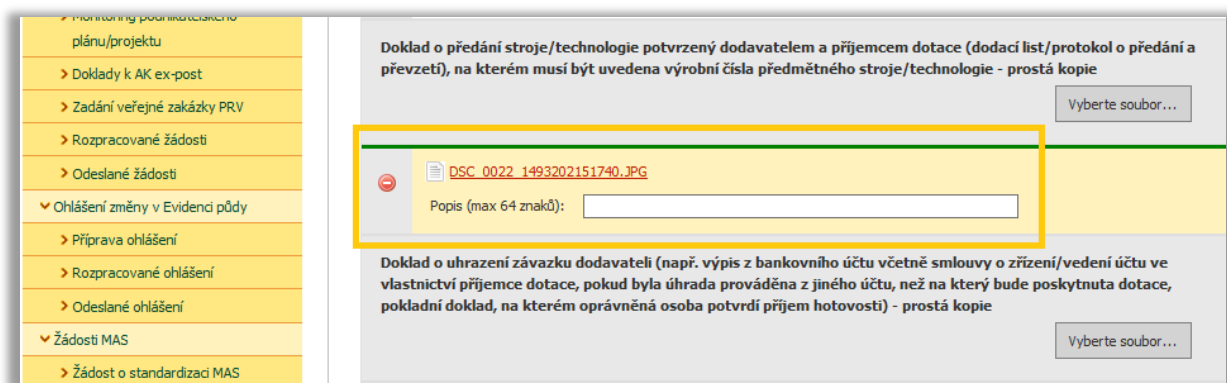 Monitoring podnikatelského
plánu/projektu
Doklady k AK ex-post
Zadání veřejné zakázky PRV
Rozpracované žádosti
Odeslané žádosti
Ohlášení změny v Evidenci půdy
Příprava ohlášení
Rozpracované ohlášení
Odeslané ohlášení
Žádosti MAS
Žádost o standardizaci MAS
Doklad o předání stroje/technologie potvrzený dodavatelem a příjemcem dotace (dodací list/protokol o předání a
převzetí), na kterém musí být uvedena výrobní čísla předmětného stroje/technologie - prostá kopie
Vyberte soubor...
DSC_0022_1493202151740.JPG
Popis (max 64 znaků):
Doklad o uhrazení závazku dodavateli (např. výpis z bankovního účtu včetně smlouvy o zřízení/vedení účtu ve
vlastnictví příjemce dotace, pokud byla úhrada prováděna z jiného účtu, než na který bude poskytnuta dotace,
pokladní doklad, na kterém oprávněná osoba potvrdí příjem hotovosti) - prostá kopie
Vyberte soubor...